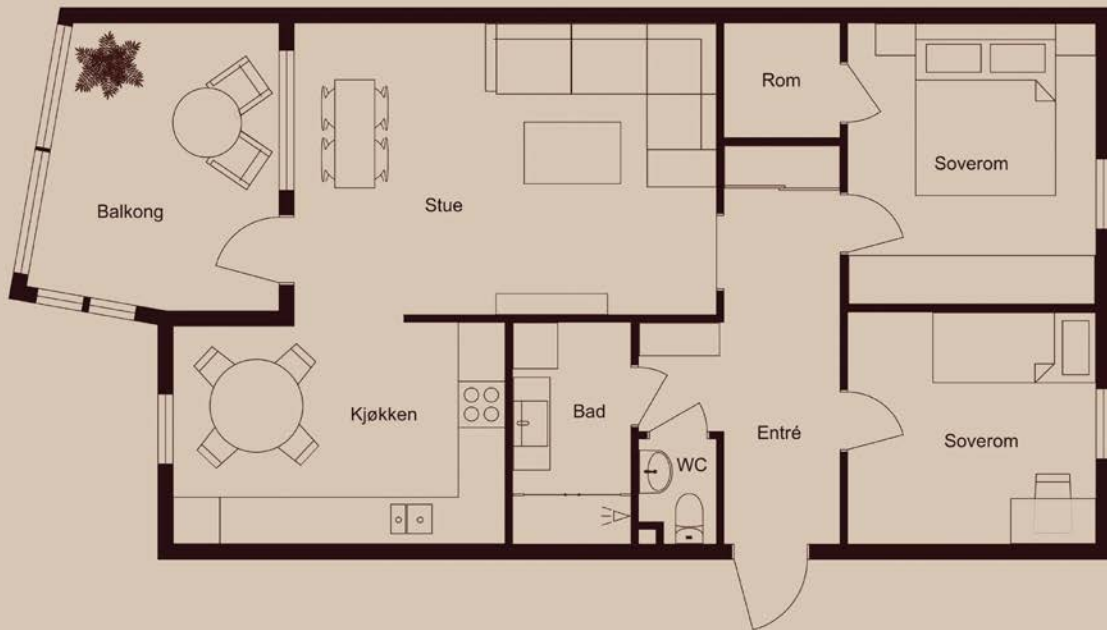 Rom
Soverom
Balkong
Stue
Kjøkken
Bad
Entré
Soverom
WC